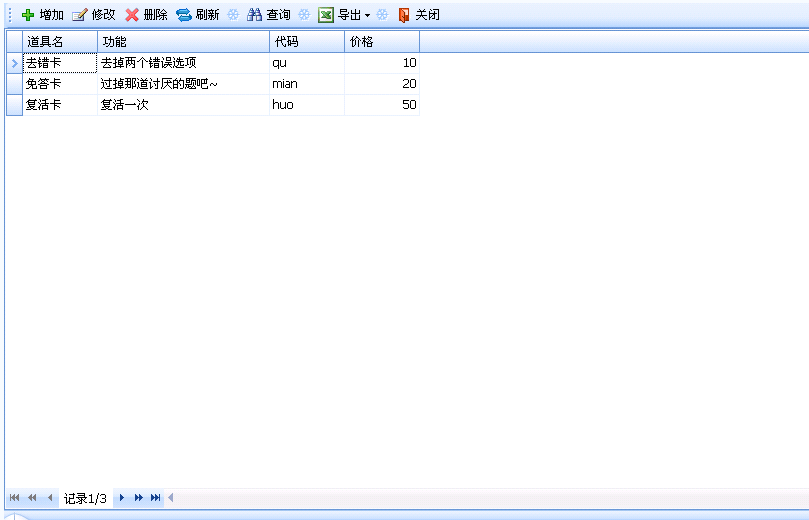 增加 修改 删除 刷新 查询 导出 关闭
道具名 功能 代码 价格
去错卡 去掉两个错误选项 qu 10
免答卡 过掉那道讨厌的题吧~ mian 20
复活卡 复活一次 huo 50
记录1/3